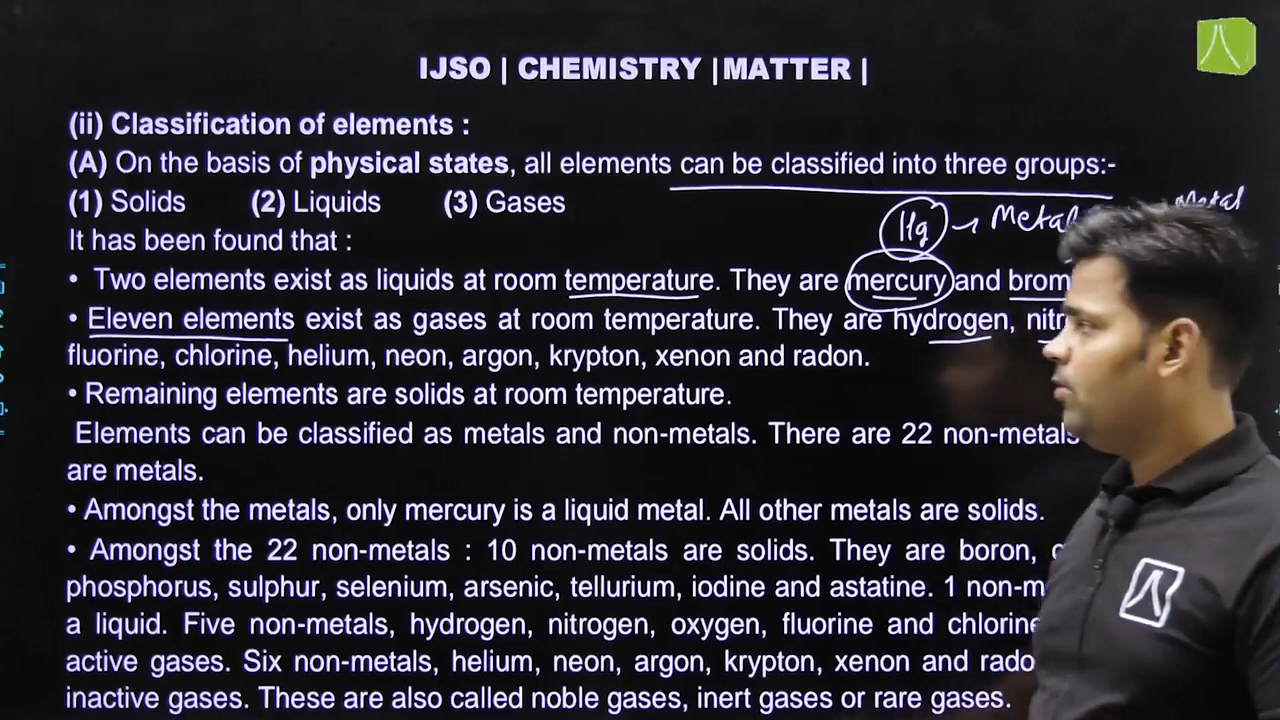 IJSO | CHEMISTRY |MATTER |
(ii) Classification of elements :
(A) On the basis of physical states, all elements can be classified into three groups:-
(1) Solids (2) Liquids (3) Gases
Hg → Metal Metal
It has been found that :
• Two elements exist as liquids at room temperature. They are mercury and brom
• Eleven elements exist as gases at room temperature. They are hydrogen, nitr
fluorine, chlorine, helium, neon, argon, krypton, xenon and radon.
• Remaining elements are solids at room temperature.
Elements can be classified as metals and non-metals. There are 22 non-metals
are metals.
• Amongst the metals, only mercury is a liquid metal. All other metals are solids.
• Amongst the 22 non-metals : 10 non-metals are solids. They are boron,
phosphorus, sulphur, selenium, arsenic, tellurium, iodine and astatine. 1 non-m
a liquid. Five non-metals, hydrogen, nitrogen, oxygen, fluorine and chlorine
active gases. Six non-metals, helium, neon, argon, krypton, xenon and rado
inactive gases. These are also called noble gases, inert gases or rare gases.